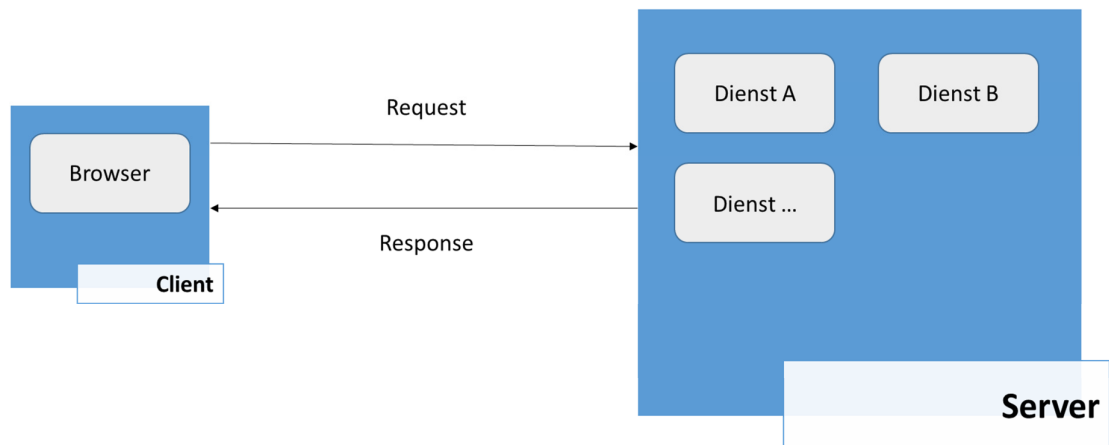 Dienst A
Dienst B
Request
Browser
Dienst ...
Response
Client
Server